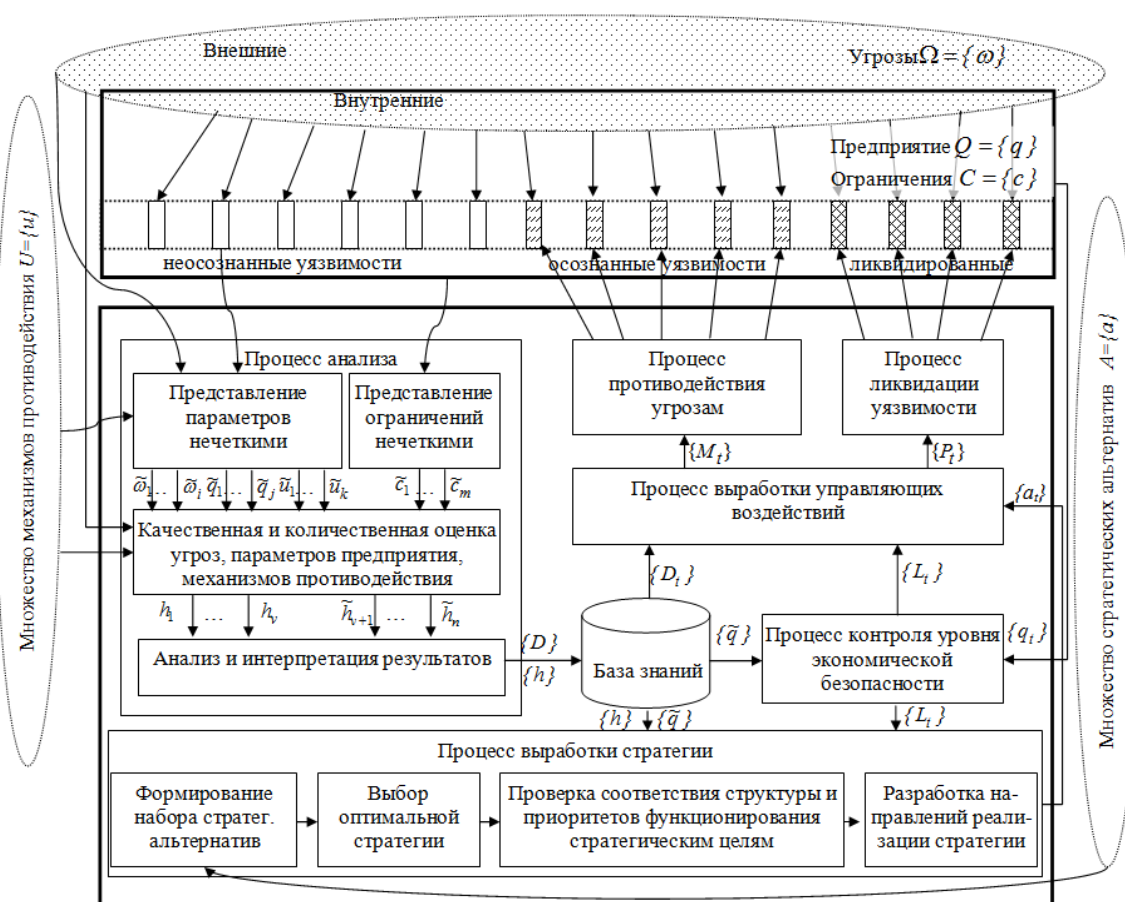 Внешние
Угрозы Ω = { ω }
Внутренние
Предприятие Q = { q }
Ограничения C = { c }
неосознанные уязвимости
осознанные уязвимости
ликвидированные
Множество механизмов противодействия U={u}
Множество стратегических альтернатив A={a}
Процесс анализа
Представление
параметров
нечеткими
Представление
ограничений
нечеткими
Процесс
противодействия
угрозам
Процесс
ликвидации
уязвимости
ω̃₁... ω̃ᵢ q̃₁... q̃ⱼ ũ₁... ũₖ
c̃₁ ... c̃ₘ
{Mₜ}
{Pₜ}
Процесс выработки управляющих
воздействий
{aₜ}
Качественная и количественная оценка
угроз, параметров предприятия,
механизмов противодействия
{Dₜ}
{Lₜ}
h₁ ... hᵥ h̃ᵥ₊₁ ... h̃ₙ
Анализ и интерпретация результатов
{D}
{h}
База знаний
{q̃}
Процесс контроля уровня
экономической
безопасности
{qₜ}
{h} {q̃}
{Lₜ}
Процесс выработки стратегии
Формирование
набора стратег.
альтернатив
Выбор
оптимальной
стратегии
Проверка соответствия структуры и
приоритетов функционирования
стратегическим целям
Разработка на-
правлений реали-
зации стратегии